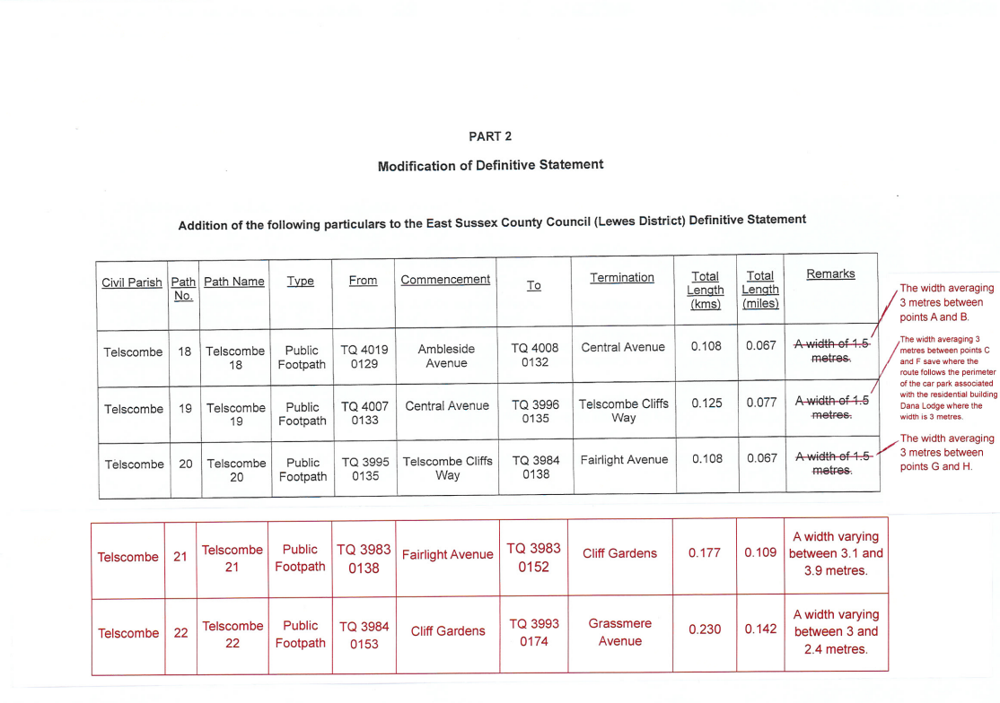 PART 2
Modification of Definitive Statement
Addition of the following particulars to the East Sussex County Council (Lewes District) Definitive Statement
Civil Parish Path No. Path Name Type From Commencement To Termination Total Length (kms) Total Length (miles) Remarks
Telscombe 18 Telscombe 18 Public Footpath TQ 4019 0129 Ambleside Avenue TQ 4008 0132 Central Avenue 0.108 0.067 A width of 1.5 metres.
The width averaging
3 metres between
points A and B.
Telscombe 19 Telscombe 19 Public Footpath TQ 4007 0133 Central Avenue TQ 3996 0135 Telscombe Cliffs Way 0.125 0.077 A width of 1.5 metres.
The width averaging 3
metres between points C
and F save where the
route follows the perimeter
of the car park associated
with the residential building
Dana Lodge where the
width is 3 metres.
Telscombe 20 Telscombe 20 Public Footpath TQ 3995 0135 Telscombe Cliffs Way TQ 3984 0138 Fairlight Avenue 0.108 0.067 A width of 1.5 metres.
The width averaging
3 metres between
points G and H.
Telscombe 21 Telscombe 21 Public Footpath TQ 3983 0138 Fairlight Avenue TQ 3983 0152 Cliff Gardens 0.177 0.109 A width varying between 3.1 and 3.9 metres.
Telscombe 22 Telscombe 22 Public Footpath TQ 3984 0153 Cliff Gardens TQ 3993 0174 Grassmere Avenue 0.230 0.142 A width varying between 3 and 2.4 metres.